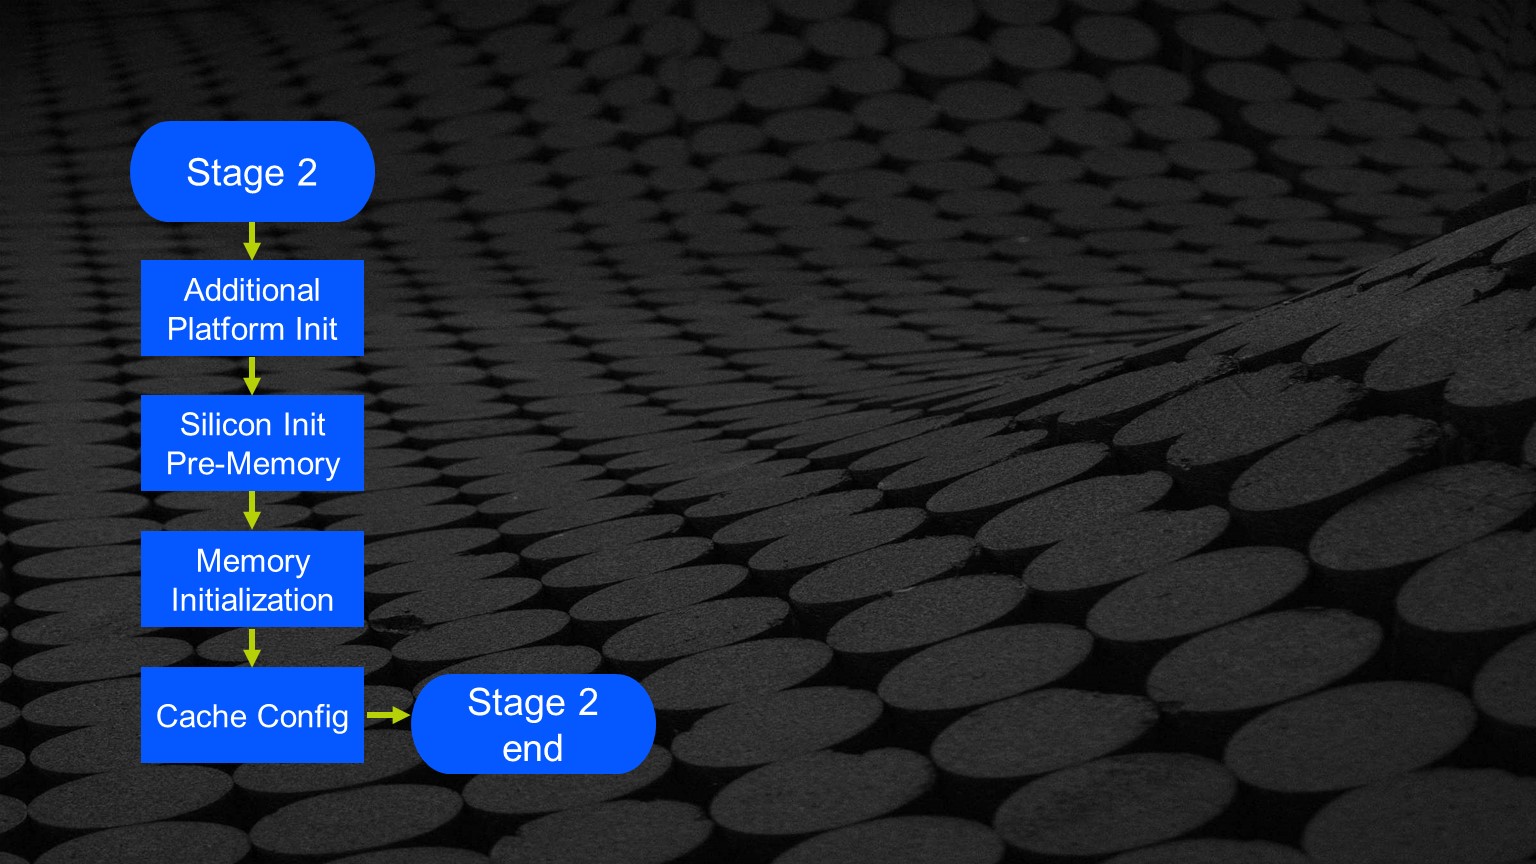 Stage 2
Additional
Platform Init
Silicon Init
Pre-Memory
Memory
Initialization
Cache Config
Stage 2
end